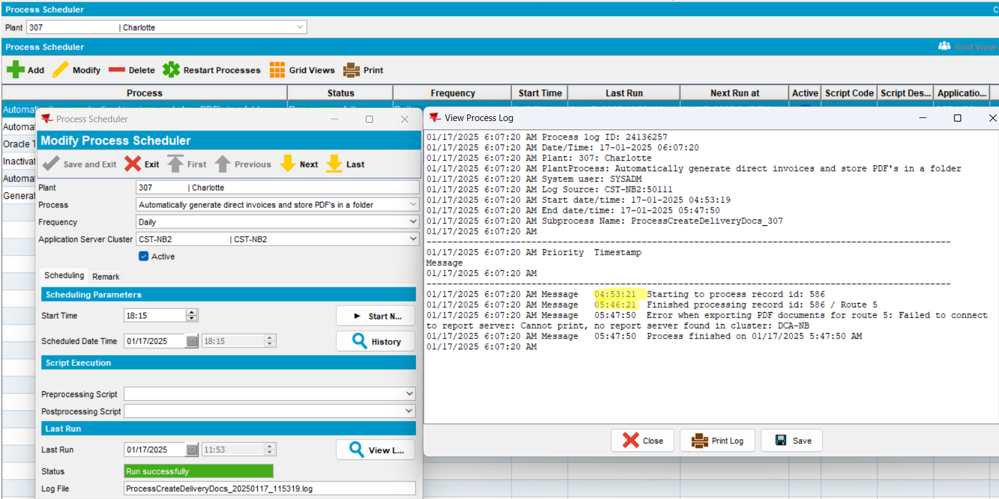 Process Scheduler
C
Plant 307 | Charlotte
Process Scheduler
Grid View
Add Modify Delete Restart Processes Grid Views Print
Process Status Frequency Start Time Last Run Next Run at Active Script Code Script Des... Applicatio...
Automa
Oracle T
Inactivat
Automat
Generat
Process Scheduler
Modify Process Scheduler
Save and Exit Exit First Previous Next Last
Plant 307 | Charlotte
Process Automatically generate direct invoices and store PDF's in a folder
Frequency Daily
Application Server Cluster CST-NB2 | CST-NB2
Active
Scheduling Remark
Scheduling Parameters
Start Time 18:15 Start N...
Scheduled Date Time 01/17/2025 16 18:15 History
Script Execution
Preprocessing Script
Postprocessing Script
Last Run
Last Run 01/17/2025 16 11:53 View L...
Status Run successfully
Log File ProcessCreateDeliveryDocs_20250117_115319.log
View Process Log
01/17/2025 6:07:20 AM Process log ID: 24136257
01/17/2025 6:07:20 AM Date/Time: 17-01-2025 06:07:20
01/17/2025 6:07:20 AM Plant: 307: Charlotte
01/17/2025 6:07:20 AM PlantProcess: Automatically generate direct invoices and store PDF's in a folder
01/17/2025 6:07:20 AM System user: SYSADM
01/17/2025 6:07:20 AM Log Source: CST-NB2:50111
01/17/2025 6:07:20 AM Start date/time: 17-01-2025 04:53:19
01/17/2025 6:07:20 AM End date/time: 17-01-2025 05:47:50
01/17/2025 6:07:20 AM Subprocess Name: ProcessCreateDeliveryDocs_307
01/17/2025 6:07:20 AM
----------------------------------------------------------------------------------------------------
01/17/2025 6:07:20 AM Priority Timestamp
Message
01/17/2025 6:07:20 AM
----------------------------------------------------------------------------------------------------
01/17/2025 6:07:20 AM Message 04:53:21 Starting to process record id: 586
01/17/2025 6:07:20 AM Message 05:46:21 Finished processing record id: 586 / Route 5
01/17/2025 6:07:20 AM Message 05:47:50 Error when exporting PDF documents for route 5: Failed to connect
to report server: Cannot print, no report server found in cluster: DCA-NB
01/17/2025 6:07:20 AM Message 05:47:50 Process finished on 01/17/2025 5:47:50 AM
01/17/2025 6:07:20 AM
Close Print Log Save